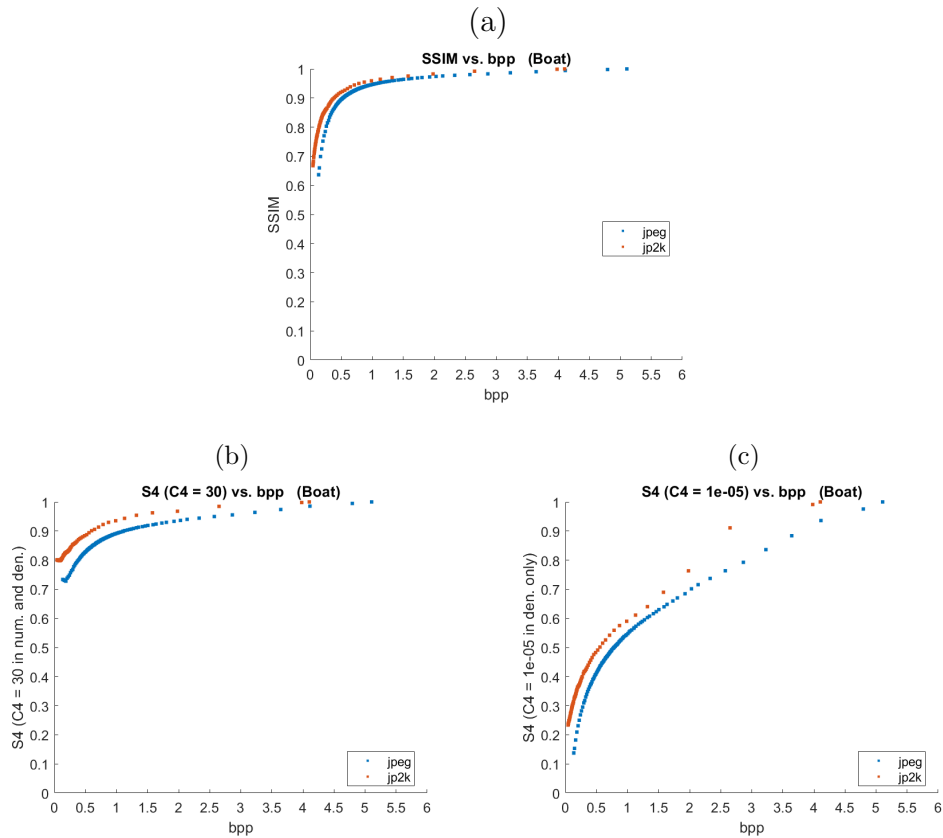 (a)
SSIM vs. bpp (Boat)
1
0.9
0.8
0.7
0.6
0.5
0.4
0.3
0.2
0.1
0
SSIM
0 0.5 1 1.5 2 2.5 3 3.5 4 4.5 5 5.5 6
bpp
jpeg
jp2k
(b)
S4 (C4 = 30) vs. bpp (Boat)
1
0.9
0.8
0.7
0.6
0.5
0.4
0.3
0.2
0.1
0
S4 (C4 = 30 in num. and den.)
0 0.5 1 1.5 2 2.5 3 3.5 4 4.5 5 5.5 6
bpp
jpeg
jp2k
(c)
S4 (C4 = 1e-05) vs. bpp (Boat)
1
0.9
0.8
0.7
0.6
0.5
0.4
0.3
0.2
0.1
0
S4 (C4 = 1e-05 in den. only)
0 0.5 1 1.5 2 2.5 3 3.5 4 4.5 5 5.5 6
bpp
jpeg
jp2k